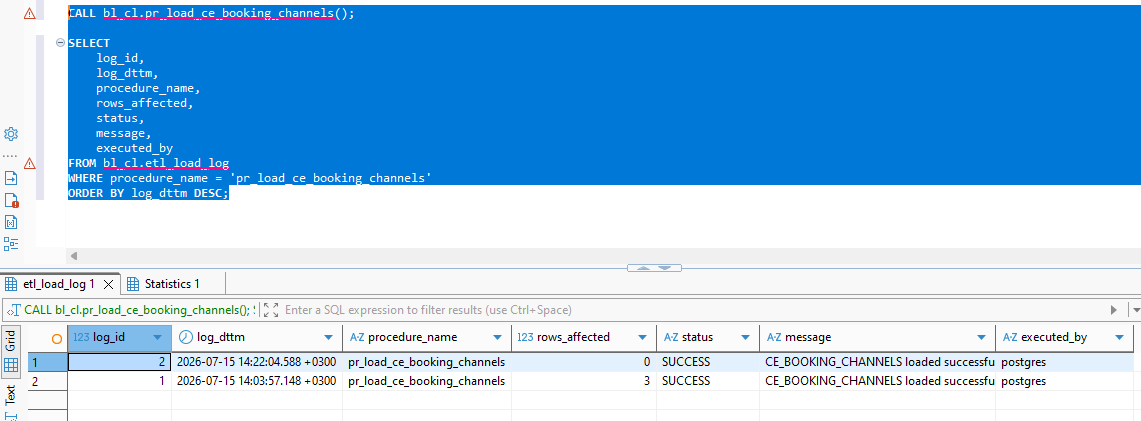 CALL bl_cl.pr_load_ce_booking_channels();
SELECT
log_id,
log_dttm,
procedure_name,
rows_affected,
status,
message,
executed_by
FROM bl_cl.etl_load_log
WHERE procedure_name = 'pr_load_ce_booking_channels'
ORDER BY log_dttm DESC;
etl_load_log 1 Statistics 1
CALL bl_cl.pr_load_ce_booking_channels(); Enter a SQL expression to filter results (use Ctrl+Space)
Grid
Text
123 log_id log_dttm A-Z procedure_name 123 rows_affected A-Z status A-Z message A-Z executed_by
1 2 2026-07-15 14:22:04.588 +0300 pr_load_ce_booking_channels 0 SUCCESS CE_BOOKING_CHANNELS loaded successfu postgres
2 1 2026-07-15 14:03:57.148 +0300 pr_load_ce_booking_channels 3 SUCCESS CE_BOOKING_CHANNELS loaded successfu postgres